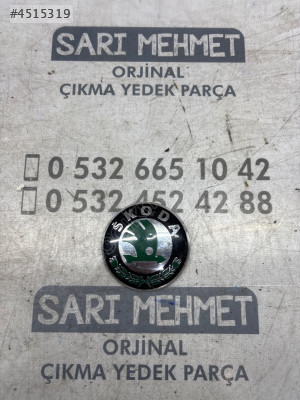 #4515319
SARI MEHMET
ORJİNAL
ÇIKMA YEDEK PARÇA
0 532 665 10 42
0 532 452 42 88
ŠKODA
SARI MEHMET
ORJİNAL
ÇIKMA YEDEK PARÇA